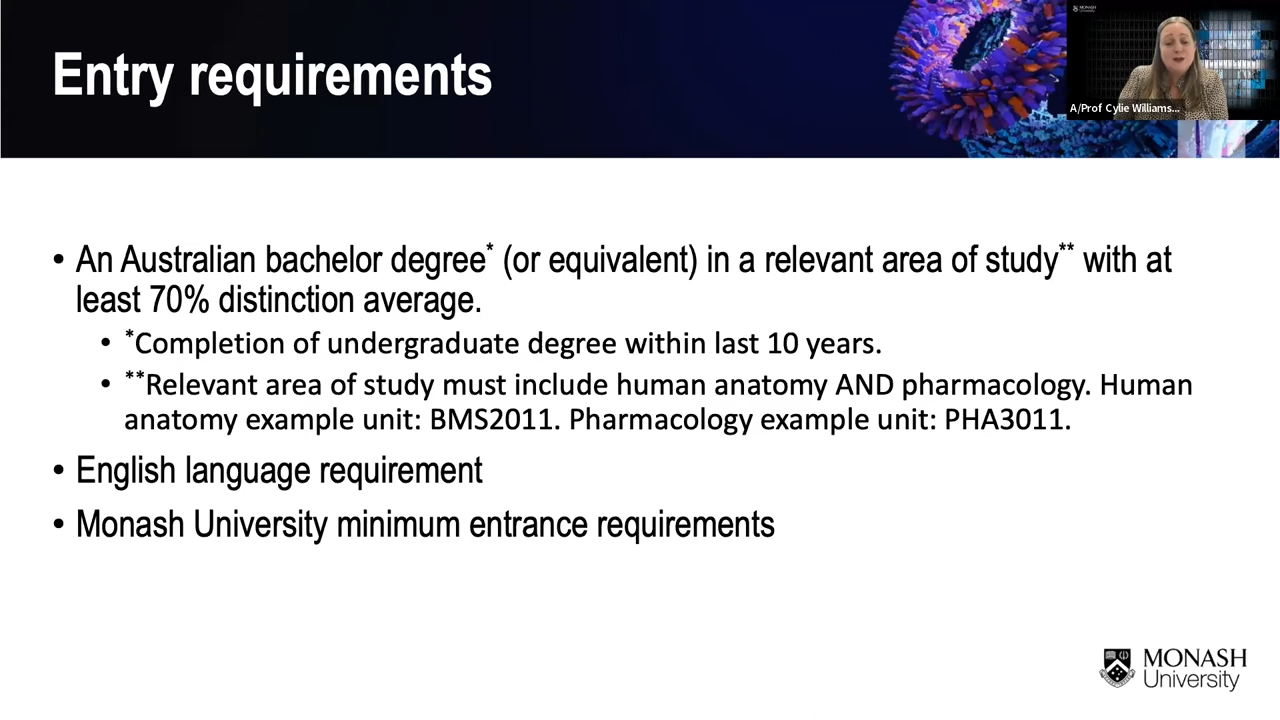 Entry requirements
MONASH
University
A/Prof Cylie Williams...
• An Australian bachelor degree* (or equivalent) in a relevant area of study** with at
least 70% distinction average.
• *Completion of undergraduate degree within last 10 years.
• **Relevant area of study must include human anatomy AND pharmacology. Human
anatomy example unit: BMS2011. Pharmacology example unit: PHA3011.
• English language requirement
• Monash University minimum entrance requirements
MONASH
University